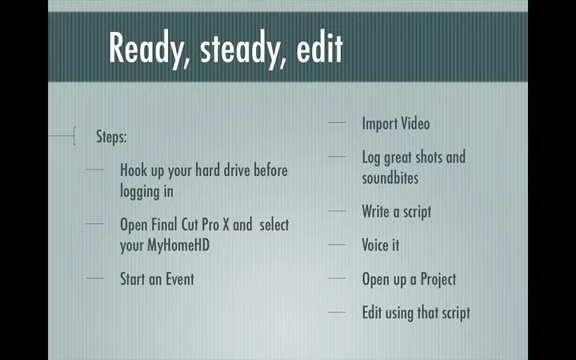 Ready, steady, edit
Steps:
Hook up your hard drive before
logging in
Open Final Cut Pro X and select
your MyHomeHD
Start an Event
Import Video
Log great shots and
soundbites
Write a script
Voice it
Open up a Project
Edit using that script